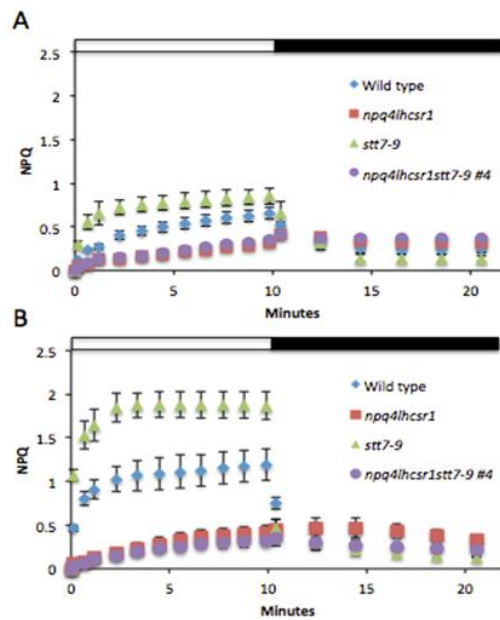 A
2.5
2
1.5
1
0.5
0
NPQ
Wild type
npq4lhcsr1
stt7-9
npq4lhcsr1stt7-9 #4
0 5 10 15 20
Minutes
B
2.5
2
1.5
1
0.5
0
NPQ
Wild type
npq4lhcsr1
stt7-9
npq4lhcsr1stt7-9 #4
0 5 10 15 20
Minutes